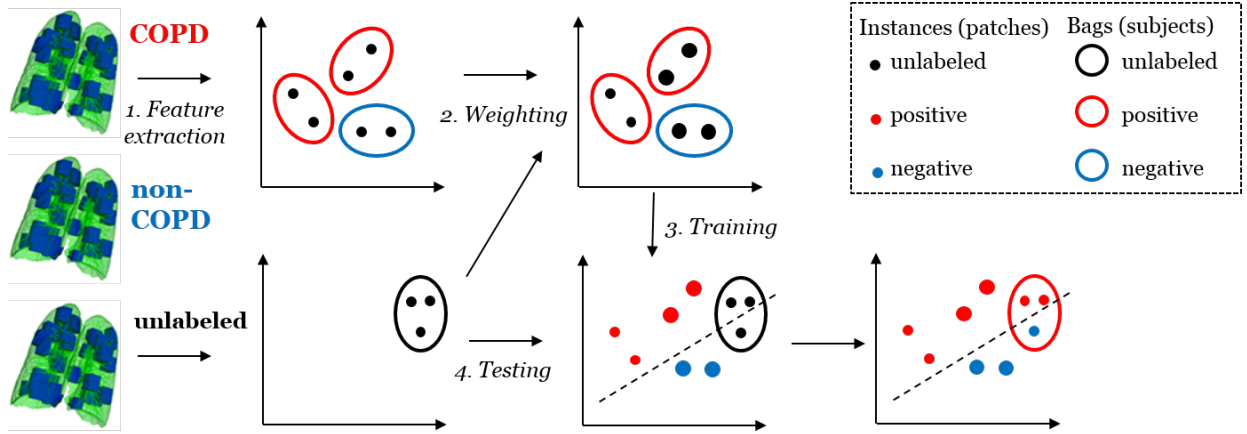 COPD
1. Feature
extraction
2. Weighting
non-
COPD
3. Training
unlabeled
4. Testing
Instances (patches)
unlabeled
positive
negative
Bags (subjects)
unlabeled
positive
negative